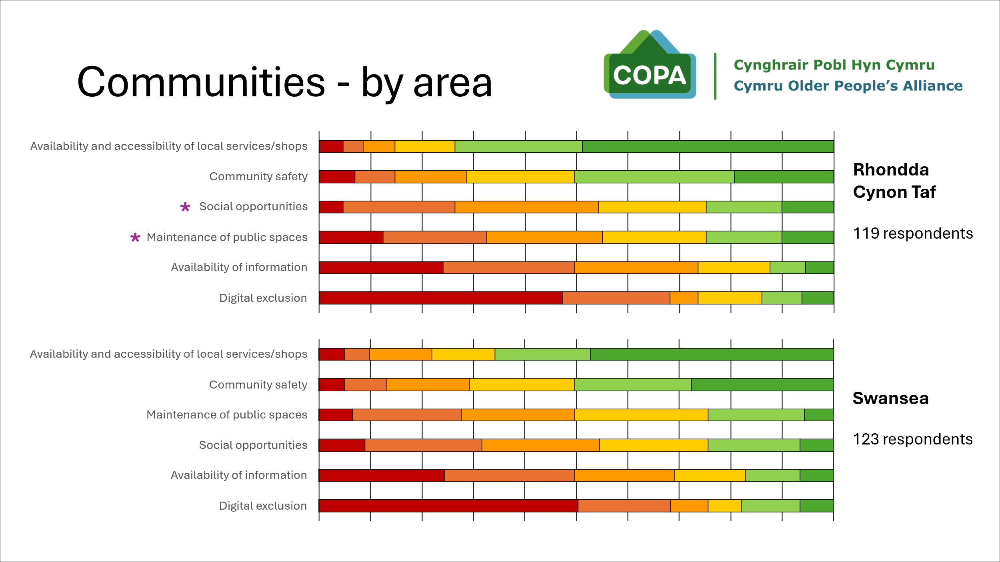 Communities - by area
COPA
Cynghrair Pobl Hyn Cymru
Cymru Older People’s Alliance
Availability and accessibility of local services/shops
Community safety
* Social opportunities
* Maintenance of public spaces
Availability of information
Digital exclusion
Rhondda
Cynon Taf
119 respondents
Availability and accessibility of local services/shops
Community safety
Maintenance of public spaces
Social opportunities
Availability of information
Digital exclusion
Swansea
123 respondents